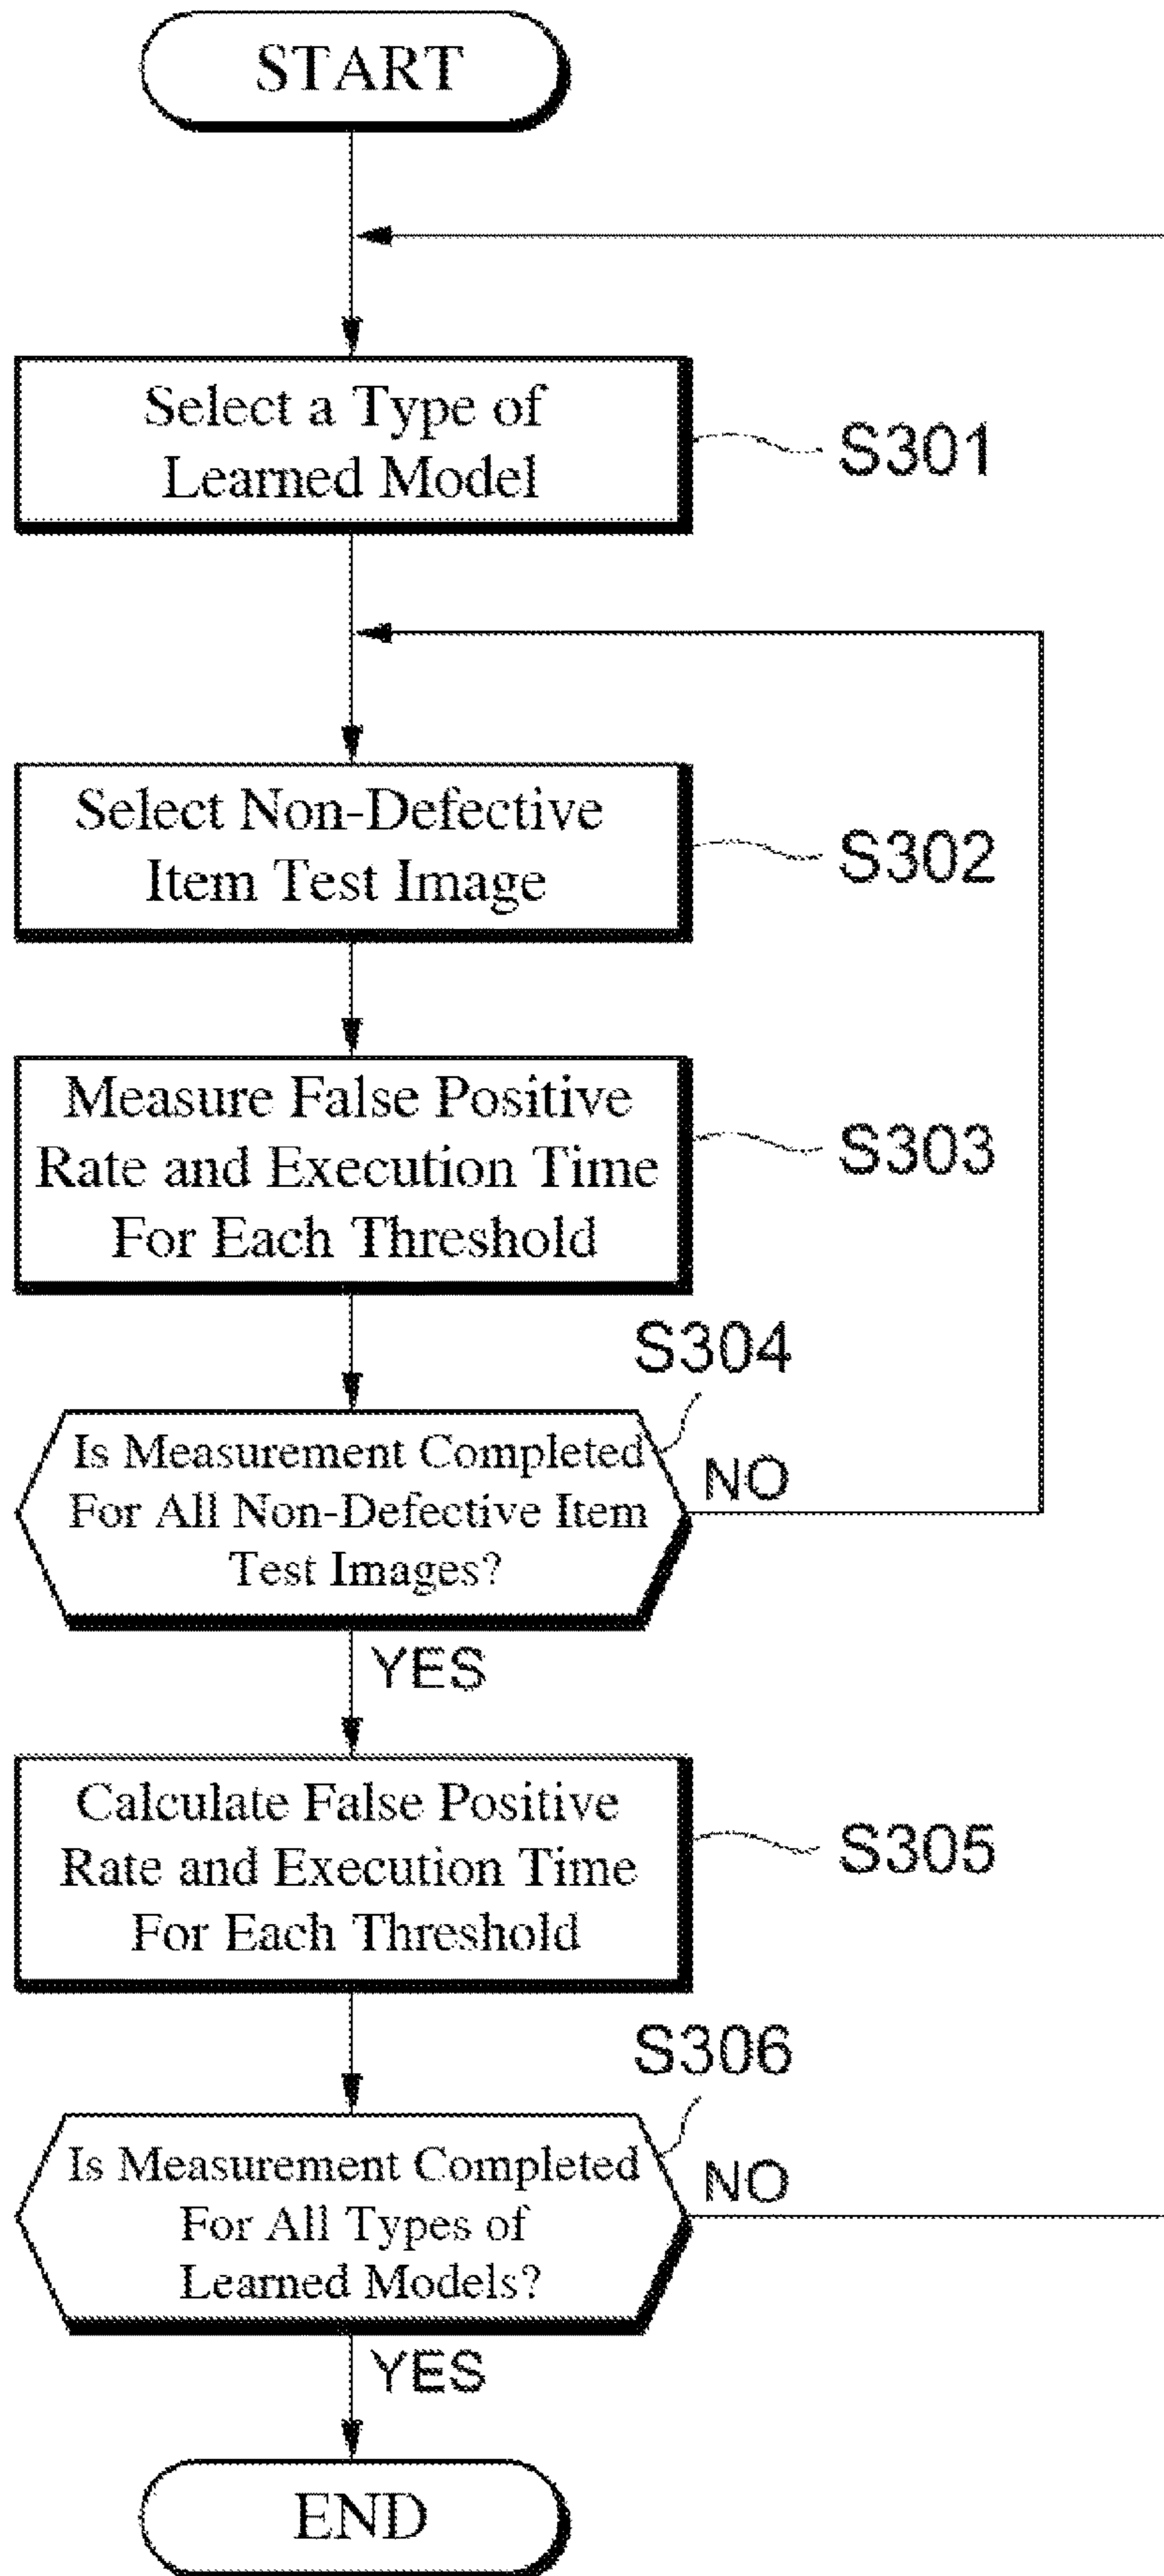 START
Select a Type of
Learned Model
S301
Select Non-Defective
Item Test Image
S302
Measure False Positive
Rate and Execution Time
For Each Threshold
S303
S304
Is Measurement Completed
For All Non-Defective Item
Test Images?
NO
YES
Calculate False Positive
Rate and Execution Time
For Each Threshold
S305
S306
Is Measurement Completed
For All Types of
Learned Models?
NO
YES
END